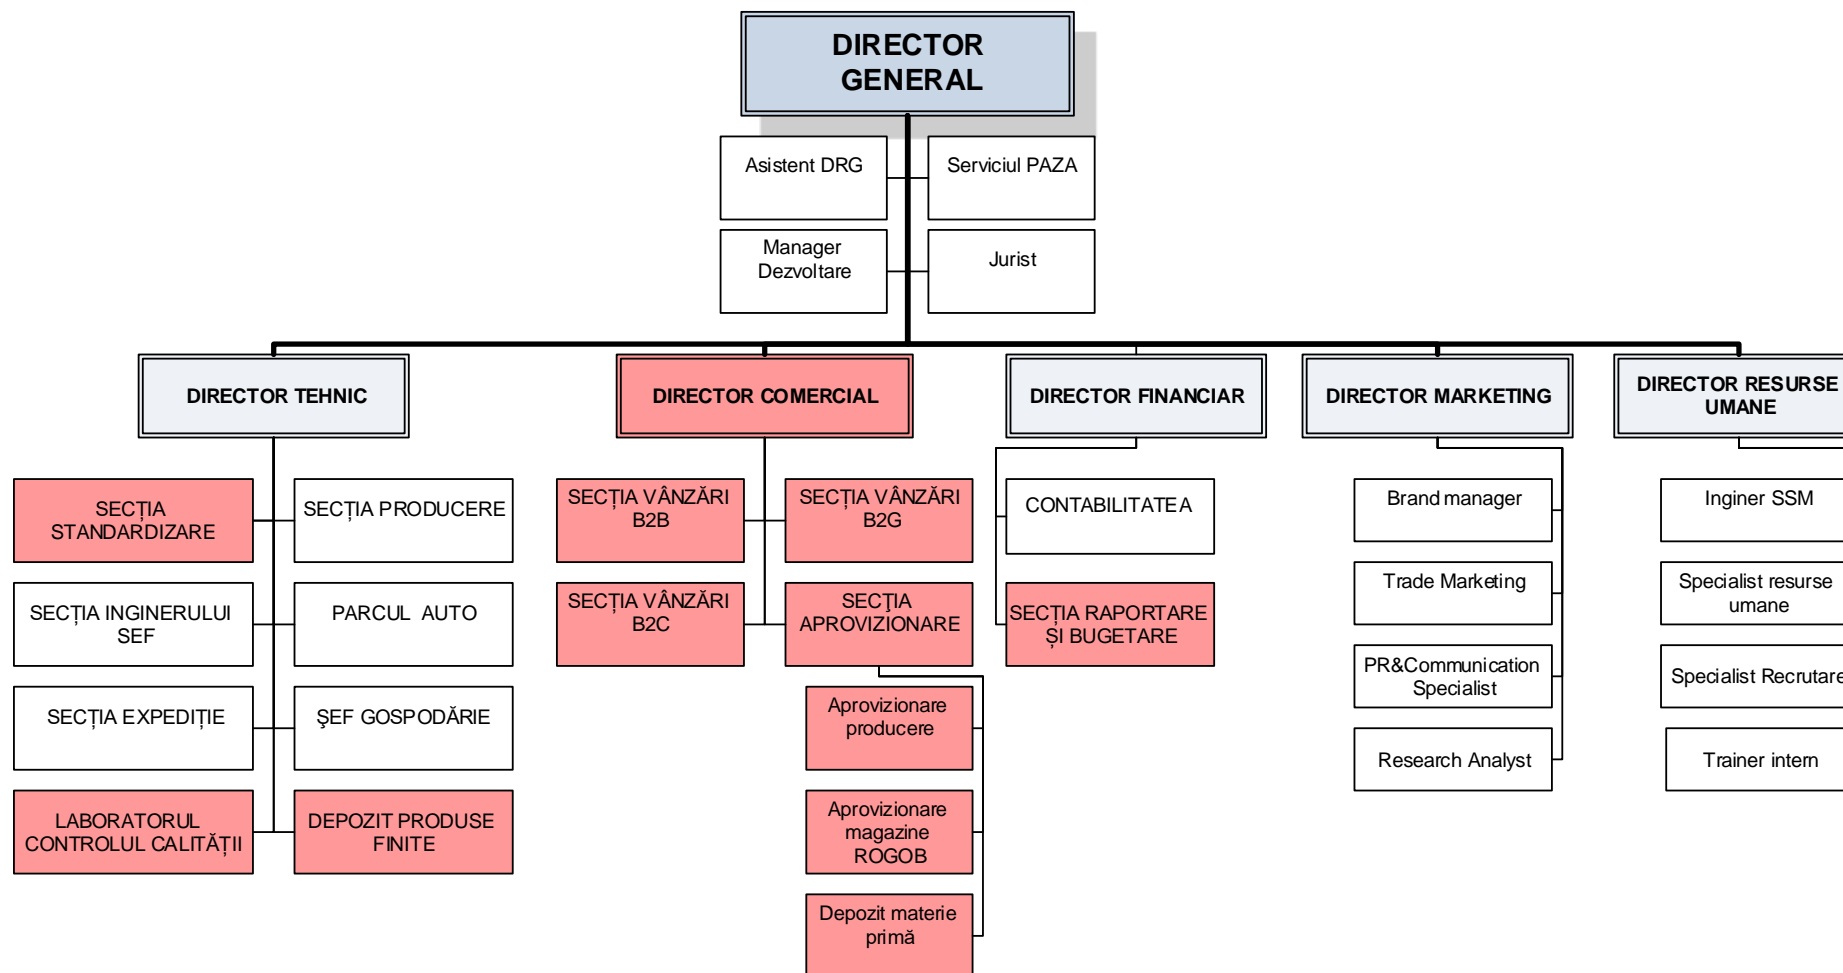 DIRECTOR
GENERAL
Asistent DRG
Serviciul PAZA
Manager
Dezvoltare
Jurist
DIRECTOR TEHNIC
DIRECTOR COMERCIAL
DIRECTOR FINANCIAR
DIRECTOR MARKETING
DIRECTOR RESURSE
UMANE
SECȚIA
STANDARDIZARE
SECȚIA PRODUCERE
SECȚIA INGINERULUI
SEF
PARCUL AUTO
SECȚIA EXPEDIȚIE
ŞEF GOSPODĂRIE
LABORATORUL
CONTROLUL CALITĂȚII
DEPOZIT PRODUSE
FINITE
SECȚIA VÂNZĂRI
B2B
SECȚIA VÂNZĂRI
B2G
SECȚIA VÂNZĂRI
B2C
SECŢIA
APROVIZIONARE
Aprovizionare
producere
Aprovizionare
magazine
ROGOB
Depozit materie
primă
CONTABILITATEA
SECȚIA RAPORTARE
ȘI BUGETARE
Brand manager
Trade Marketing
PR&Communication
Specialist
Research Analyst
Inginer SSM
Specialist resurse
umane
Specialist Recrutare
Trainer intern